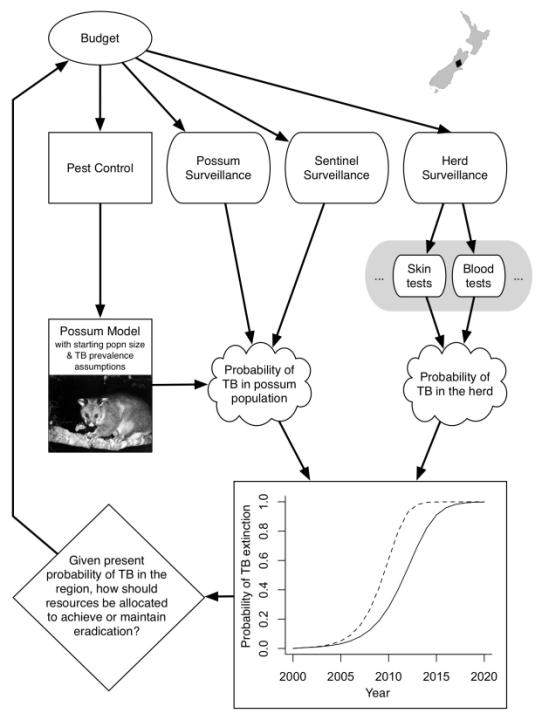 Budget
Pest Control
Possum
Surveillance
Sentinel
Surveillance
Herd
Surveillance
...
Skin
tests
Blood
tests
...
Possum Model
with starting popn size
& TB prevalence
assumptions
Probability of
TB in possum
population
Probability of
TB in the herd
Given present
probability of TB in the
region, how should
resources be allocated
to achieve or maintain
eradication?
Probability of TB extinction
1.0
0.8
0.6
0.4
0.2
0.0
2000 2005 2010 2015 2020
Year